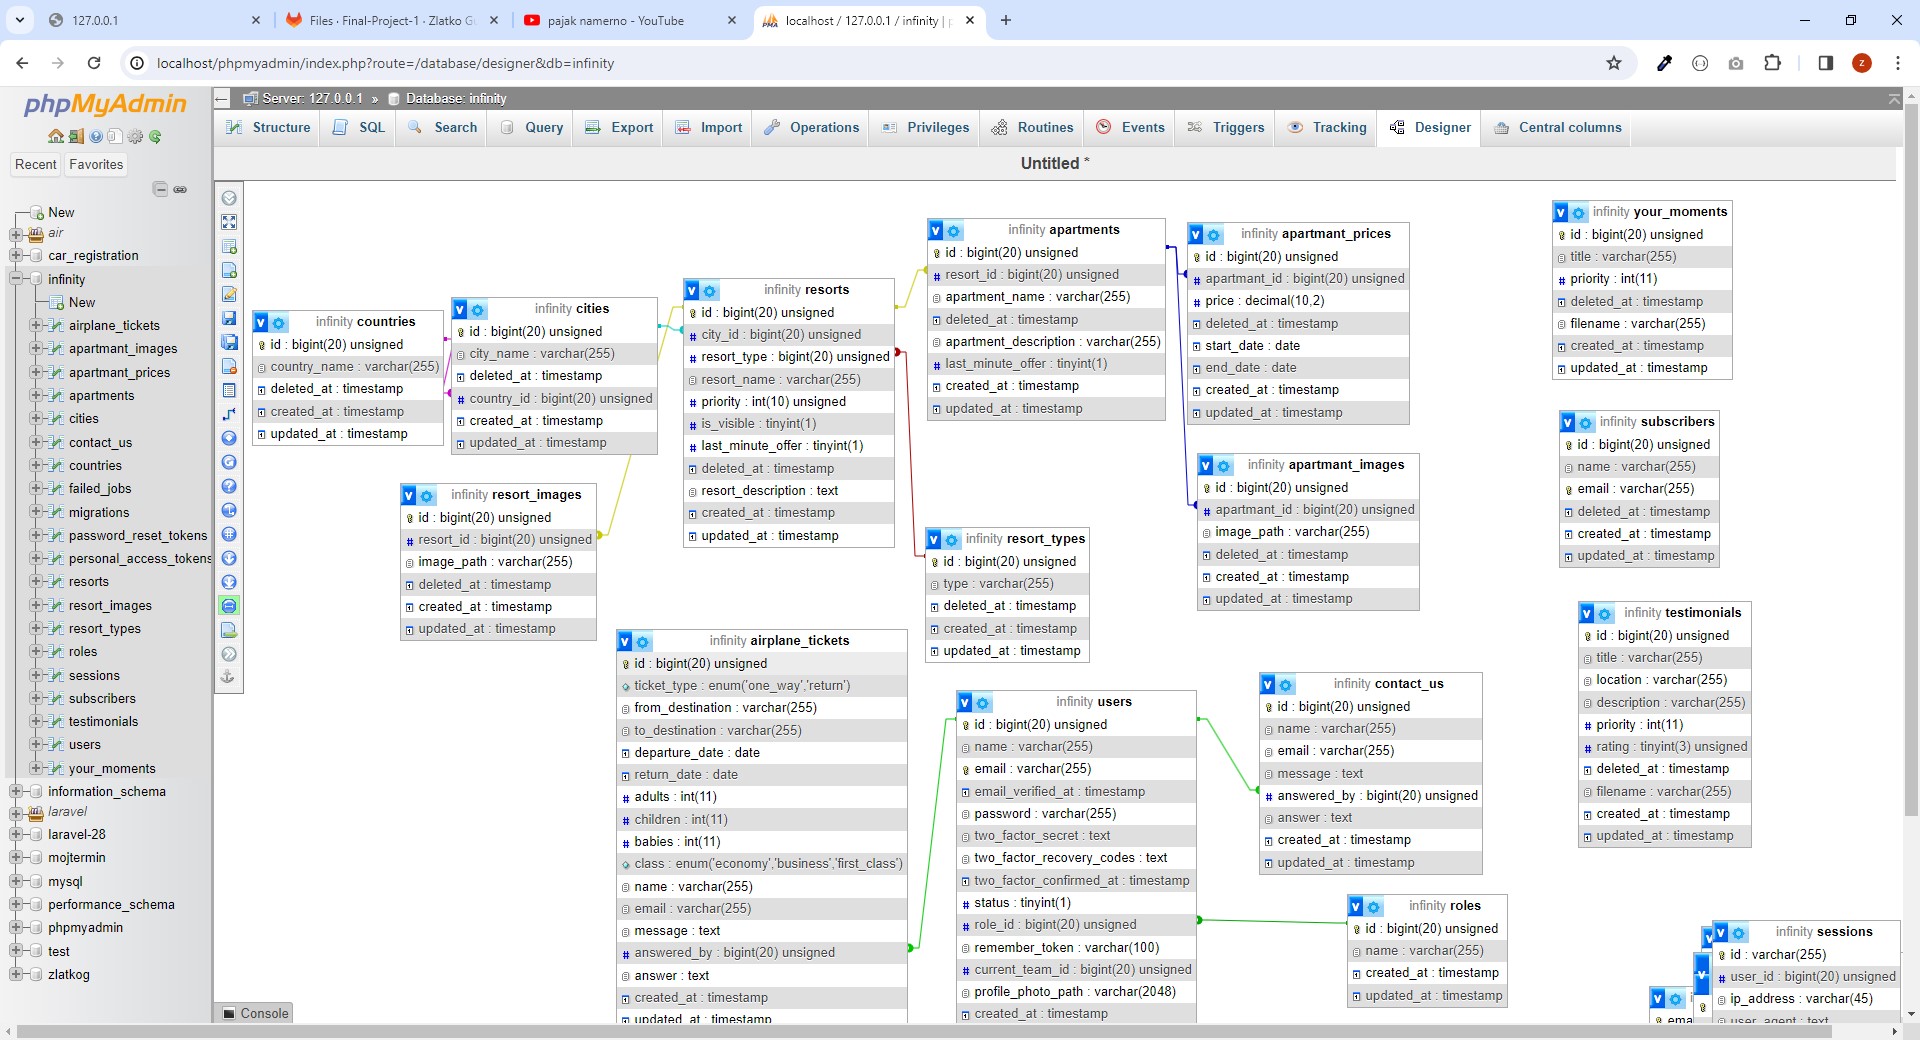 127.0.0.1
Files · Final-Project-1 · Zlatko G
pajak namerno - YouTube
localhost / 127.0.0.1 / infinity | p
localhost/phpmyadmin/index.php?route=/database/designer&db=infinity
phpMyAdmin
Recent
Favorites
New
air
car_registration
infinity
New
airplane_tickets
apartmant_images
apartmant_prices
apartments
cities
contact_us
countries
failed_jobs
migrations
password_reset_tokens
personal_access_tokens
resorts
resort_images
resort_types
roles
sessions
subscribers
testimonials
users
your_moments
information_schema
laravel
laravel-28
mojtermin
mysql
performance_schema
phpmyadmin
test
zlatkog
Server: 127.0.0.1 » Database: infinity
Structure
SQL
Search
Query
Export
Import
Operations
Privileges
Routines
Events
Triggers
Tracking
Designer
Central columns
Untitled *
infinity countries
id : bigint(20) unsigned
country_name : varchar(255)
deleted_at : timestamp
created_at : timestamp
updated_at : timestamp
infinity cities
id : bigint(20) unsigned
city_name : varchar(255)
deleted_at : timestamp
country_id : bigint(20) unsigned
created_at : timestamp
updated_at : timestamp
infinity resorts
id : bigint(20) unsigned
city_id : bigint(20) unsigned
resort_type : bigint(20) unsigned
resort_name : varchar(255)
priority : int(10) unsigned
is_visible : tinyint(1)
last_minute_offer : tinyint(1)
deleted_at : timestamp
resort_description : text
created_at : timestamp
updated_at : timestamp
infinity apartments
id : bigint(20) unsigned
resort_id : bigint(20) unsigned
apartment_name : varchar(255)
deleted_at : timestamp
apartment_description : varchar(255)
last_minute_offer : tinyint(1)
created_at : timestamp
updated_at : timestamp
infinity apartmant_prices
id : bigint(20) unsigned
apartmant_id : bigint(20) unsigned
price : decimal(10,2)
deleted_at : timestamp
start_date : date
end_date : date
created_at : timestamp
updated_at : timestamp
infinity your_moments
id : bigint(20) unsigned
title : varchar(255)
priority : int(11)
deleted_at : timestamp
filename : varchar(255)
created_at : timestamp
updated_at : timestamp
infinity resort_images
id : bigint(20) unsigned
resort_id : bigint(20) unsigned
image_path : varchar(255)
deleted_at : timestamp
created_at : timestamp
updated_at : timestamp
infinity apartmant_images
id : bigint(20) unsigned
apartmant_id : bigint(20) unsigned
image_path : varchar(255)
deleted_at : timestamp
created_at : timestamp
updated_at : timestamp
infinity subscribers
id : bigint(20) unsigned
name : varchar(255)
email : varchar(255)
deleted_at : timestamp
created_at : timestamp
updated_at : timestamp
infinity resort_types
id : bigint(20) unsigned
type : varchar(255)
deleted_at : timestamp
created_at : timestamp
updated_at : timestamp
infinity testimonials
id : bigint(20) unsigned
title : varchar(255)
location : varchar(255)
description : varchar(255)
priority : int(11)
rating : tinyint(3) unsigned
deleted_at : timestamp
filename : varchar(255)
created_at : timestamp
updated_at : timestamp
infinity airplane_tickets
id : bigint(20) unsigned
ticket_type : enum('one_way','return')
from_destination : varchar(255)
to_destination : varchar(255)
departure_date : date
return_date : date
adults : int(11)
children : int(11)
babies : int(11)
class : enum('economy','business','first_class')
name : varchar(255)
email : varchar(255)
message : text
answered_by : bigint(20) unsigned
answer : text
created_at : timestamp
updated_at : timestamp
infinity users
id : bigint(20) unsigned
name : varchar(255)
email : varchar(255)
email_verified_at : timestamp
password : varchar(255)
two_factor_secret : text
two_factor_recovery_codes : text
two_factor_confirmed_at : timestamp
status : tinyint(1)
role_id : bigint(20) unsigned
remember_token : varchar(100)
current_team_id : bigint(20) unsigned
profile_photo_path : varchar(2048)
created_at : timestamp
infinity contact_us
id : bigint(20) unsigned
name : varchar(255)
email : varchar(255)
message : text
answered_by : bigint(20) unsigned
answer : text
created_at : timestamp
updated_at : timestamp
infinity roles
id : bigint(20) unsigned
name : varchar(255)
created_at : timestamp
updated_at : timestamp
infinity sessions
id : varchar(255)
user_id : bigint(20) unsigned
ip_address : varchar(45)
user_agent : text
ema
Console